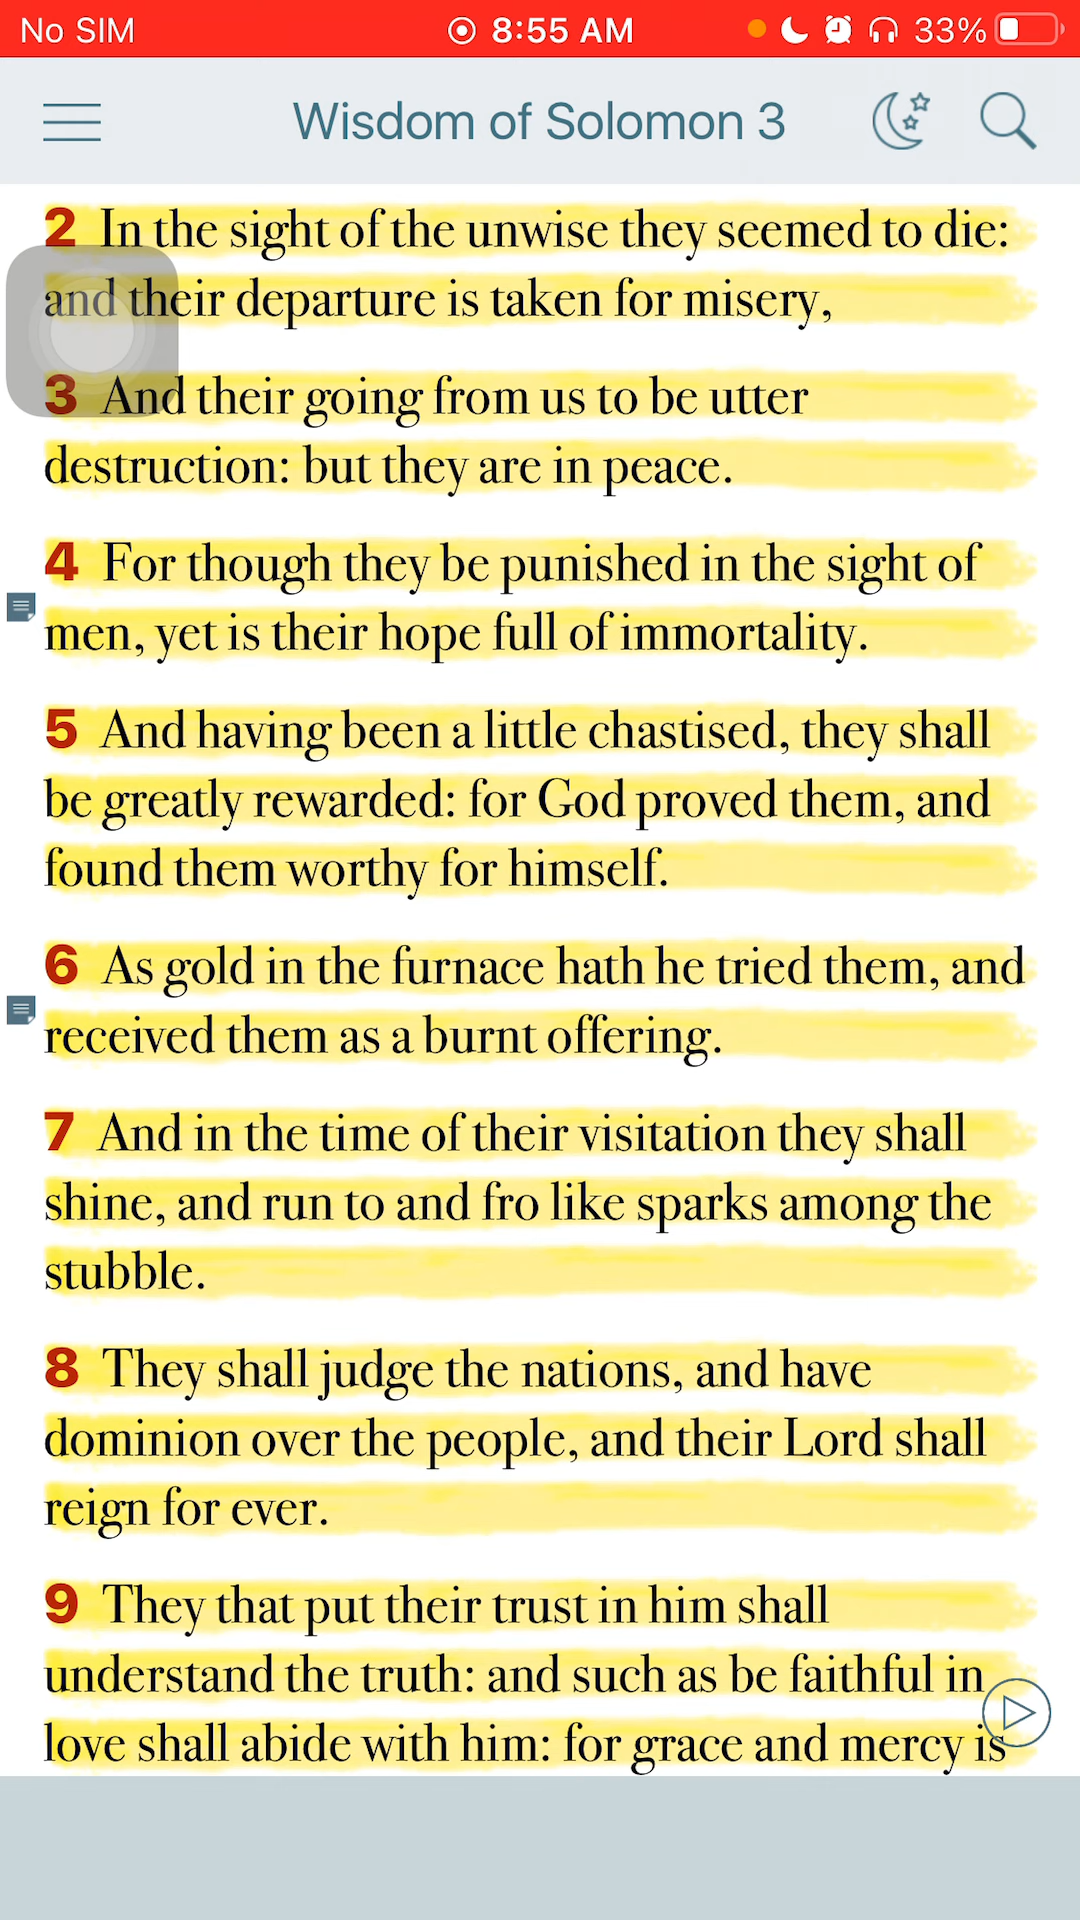 No SIM 8:55 AM 33%
Wisdom of Solomon 3
2 In the sight of the unwise they seemed to die:
and their departure is taken for misery,
3 And their going from us to be utter
destruction: but they are in peace.
4 For though they be punished in the sight of
men, yet is their hope full of immortality.
5 And having been a little chastised, they shall
be greatly rewarded: for God proved them, and
found them worthy for himself.
6 As gold in the furnace hath he tried them, and
received them as a burnt offering.
7 And in the time of their visitation they shall
shine, and run to and fro like sparks among the
stubble.
8 They shall judge the nations, and have
dominion over the people, and their Lord shall
reign for ever.
9 They that put their trust in him shall
understand the truth: and such as be faithful in
love shall abide with him: for grace and mercy is